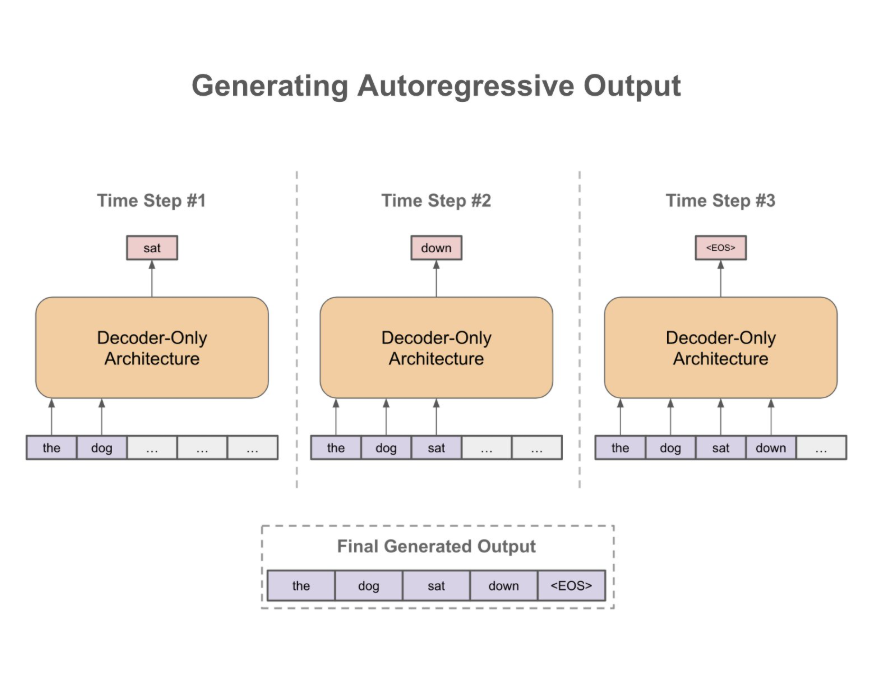 Generating Autoregressive Output
Time Step #1
sat
Decoder-Only
Architecture
the dog ... ... ...
Time Step #2
down
Decoder-Only
Architecture
the dog sat ... ...
Time Step #3
<EOS>
Decoder-Only
Architecture
the dog sat down ...
Final Generated Output
the dog sat down <EOS>